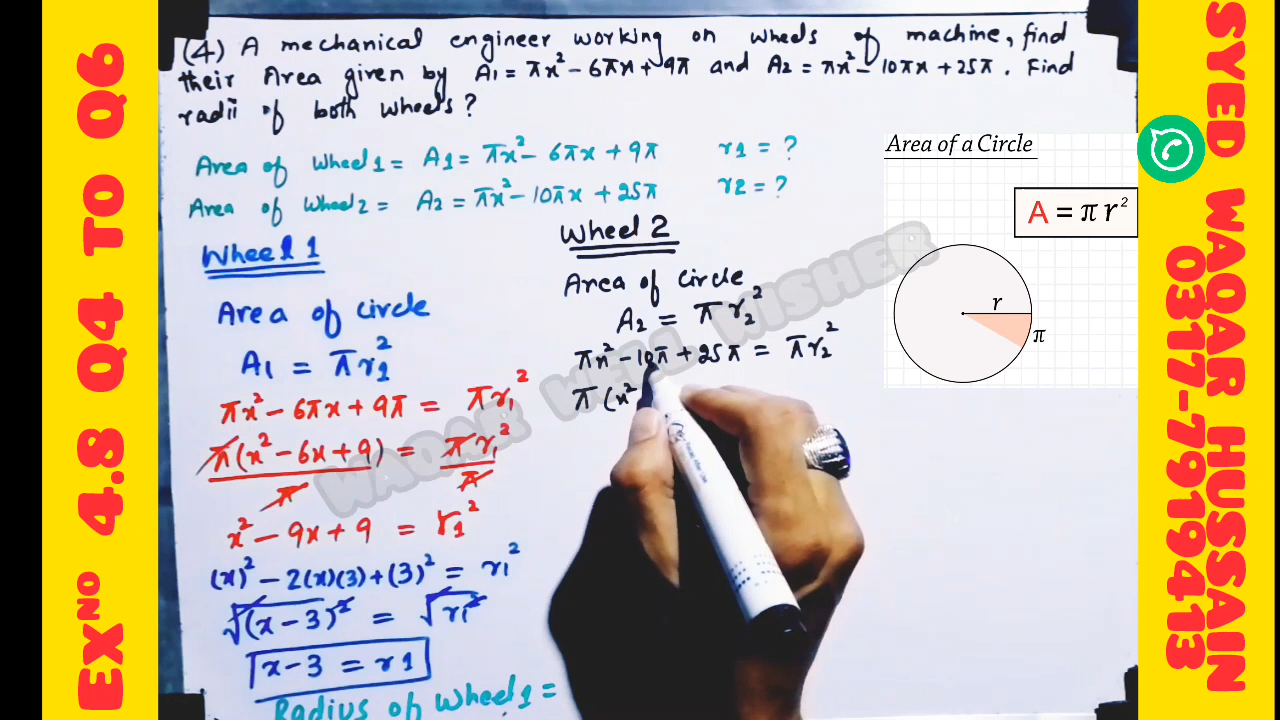 EXᴺᴼ 4.8 Q4 TO Q6
(4) A mechanical engineer working on wheels of machine, find
their Area given by A₁ = πx² - 6πx + 9π and A₂ = πx² - 10πx + 25π. Find
radii of both wheels?
Area of Wheel 1 = A₁ = πx² - 6πx + 9π r1 = ?
Area of Wheel 2 = A₂ = πx² - 10πx + 25π r2 = ?
Wheel 1
Area of circle
A₁ = πr₁²
πx² - 6πx + 9π = πr₁²
π(x² - 6x + 9) = πr₁²
π π
x² - 9x + 9 = r₁²
(x)² - 2(x)(3) + (3)² = r₁²
√(x-3)² = √r₁²
x-3 = r1
Radius of Wheel 1 =
Wheel 2
Area of circle
A₂ = πr₂²
πx² - 10π + 25π = πr₂²
π(x²
Area of a Circle
A = πr²
r
π
WAQAR WELL WISHER
SYED WAQAR HUSSAIN
0317-7919413